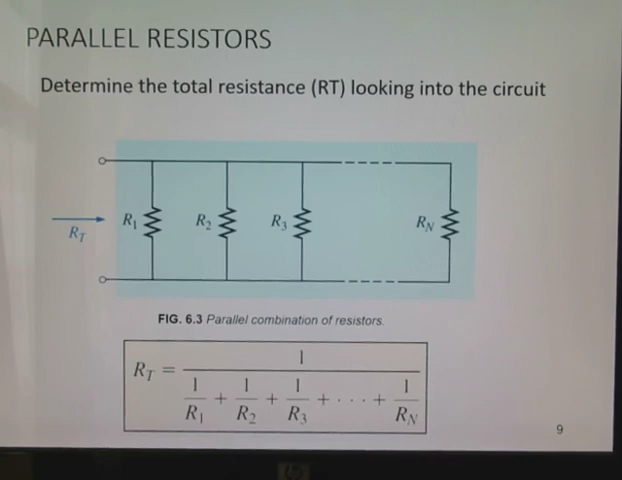 PARALLEL RESISTORS
Determine the total resistance (RT) looking into the circuit
R1 R2 R3 RN
RT
FIG. 6.3 Parallel combination of resistors.
RT = 1 / (1/R1 + 1/R2 + 1/R3 + · · · + 1/RN)
9
hp